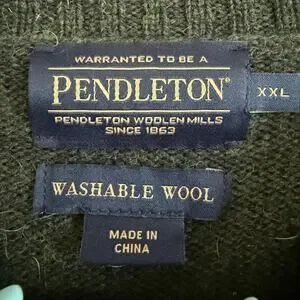 WARRANTED TO BE A
PENDLETON®
XXL
PENDLETON WOOLEN MILLS
SINCE 1863
WASHABLE WOOL
MADE IN
CHINA